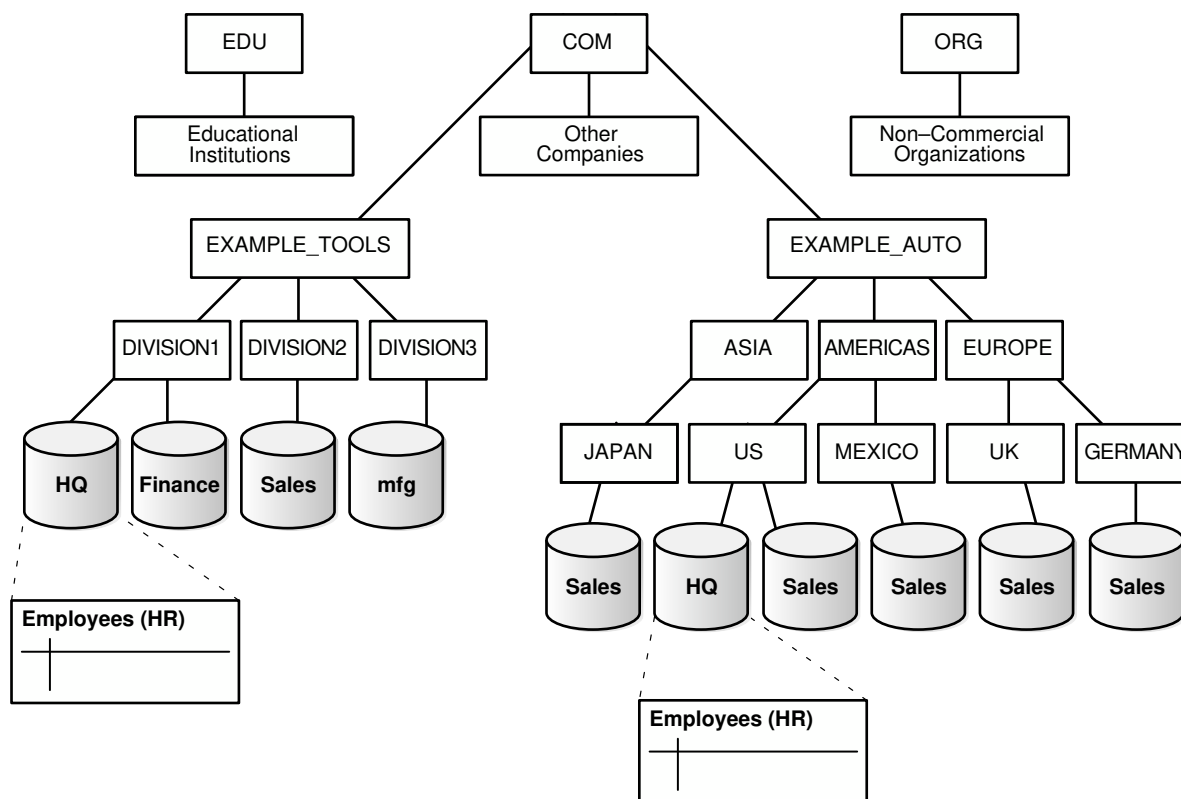 EDU
COM
ORG
Educational
Institutions
Other
Companies
Non–Commercial
Organizations
EXAMPLE_TOOLS
EXAMPLE_AUTO
DIVISION1
DIVISION2
DIVISION3
ASIA
AMERICAS
EUROPE
HQ
Finance
Sales
mfg
JAPAN
US
MEXICO
UK
GERMANY
Sales
HQ
Sales
Sales
Sales
Sales
Employees (HR)
Employees (HR)